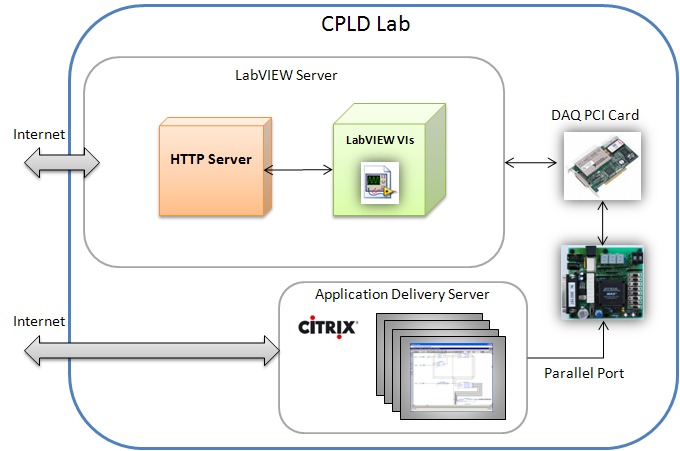 CPLD Lab
LabVIEW Server
Internet
HTTP Server
LabVIEW VIs
DAQ PCI Card
Internet
Application Delivery Server
CITRIX
Parallel Port